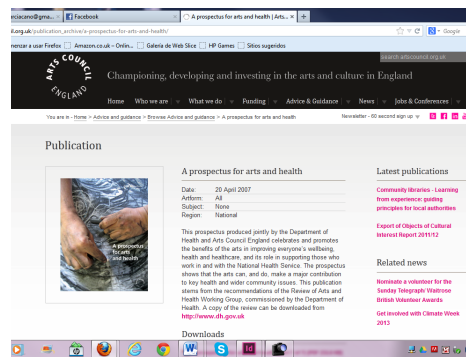 rciacano@gma...
Facebook
A prospectus for arts and health | Arts...
il.org.uk/publication_archive/a-prospectus-for-arts-and-health/
Google
menzar a usar Firefox
Amazon.co.uk – Onlin...
Galería de Web Slice
HP Games
Sitios sugeridos
search artscouncil.org.uk
ARTS COUNCIL
ENGLAND
Championing, developing and investing in the arts and culture in England
Home Who we are What we do Funding Advice & Guidance News Jobs & Conferences
You are in - Home > Advice and guidance > Browse Advice and guidance > A prospectus for arts and health
Newsletter - 60 second sign up
Publication
A prospectus for arts and health
A prospectus for arts and health
Date: 20 April 2007
Artform: All
Subject: None
Region: National
This prospectus produced jointly by the Department of
Health and Arts Council England celebrates and promotes
the benefits of the arts in improving everyone's wellbeing,
health and healthcare, and its role in supporting those who
work in and with the National Health Service. The prospectus
shows that the arts can, and do, make a major contribution
to key health and wider community issues. This publication
stems from the recommendations of the Review of Arts and
Health Working Group, commissioned by the Department of
Health. A copy of the review can be downloaded from
http://www.dh.gov.uk
Downloads
Latest publications
Community libraries - Learning
from experience: guiding
principles for local authorities
Export of Objects of Cultural
Interest Report 2011/12
Related news
Nominate a volunteer for the
Sunday Telegraph/ Waitrose
British Volunteer Awards
Get involved with Climate Week
2013